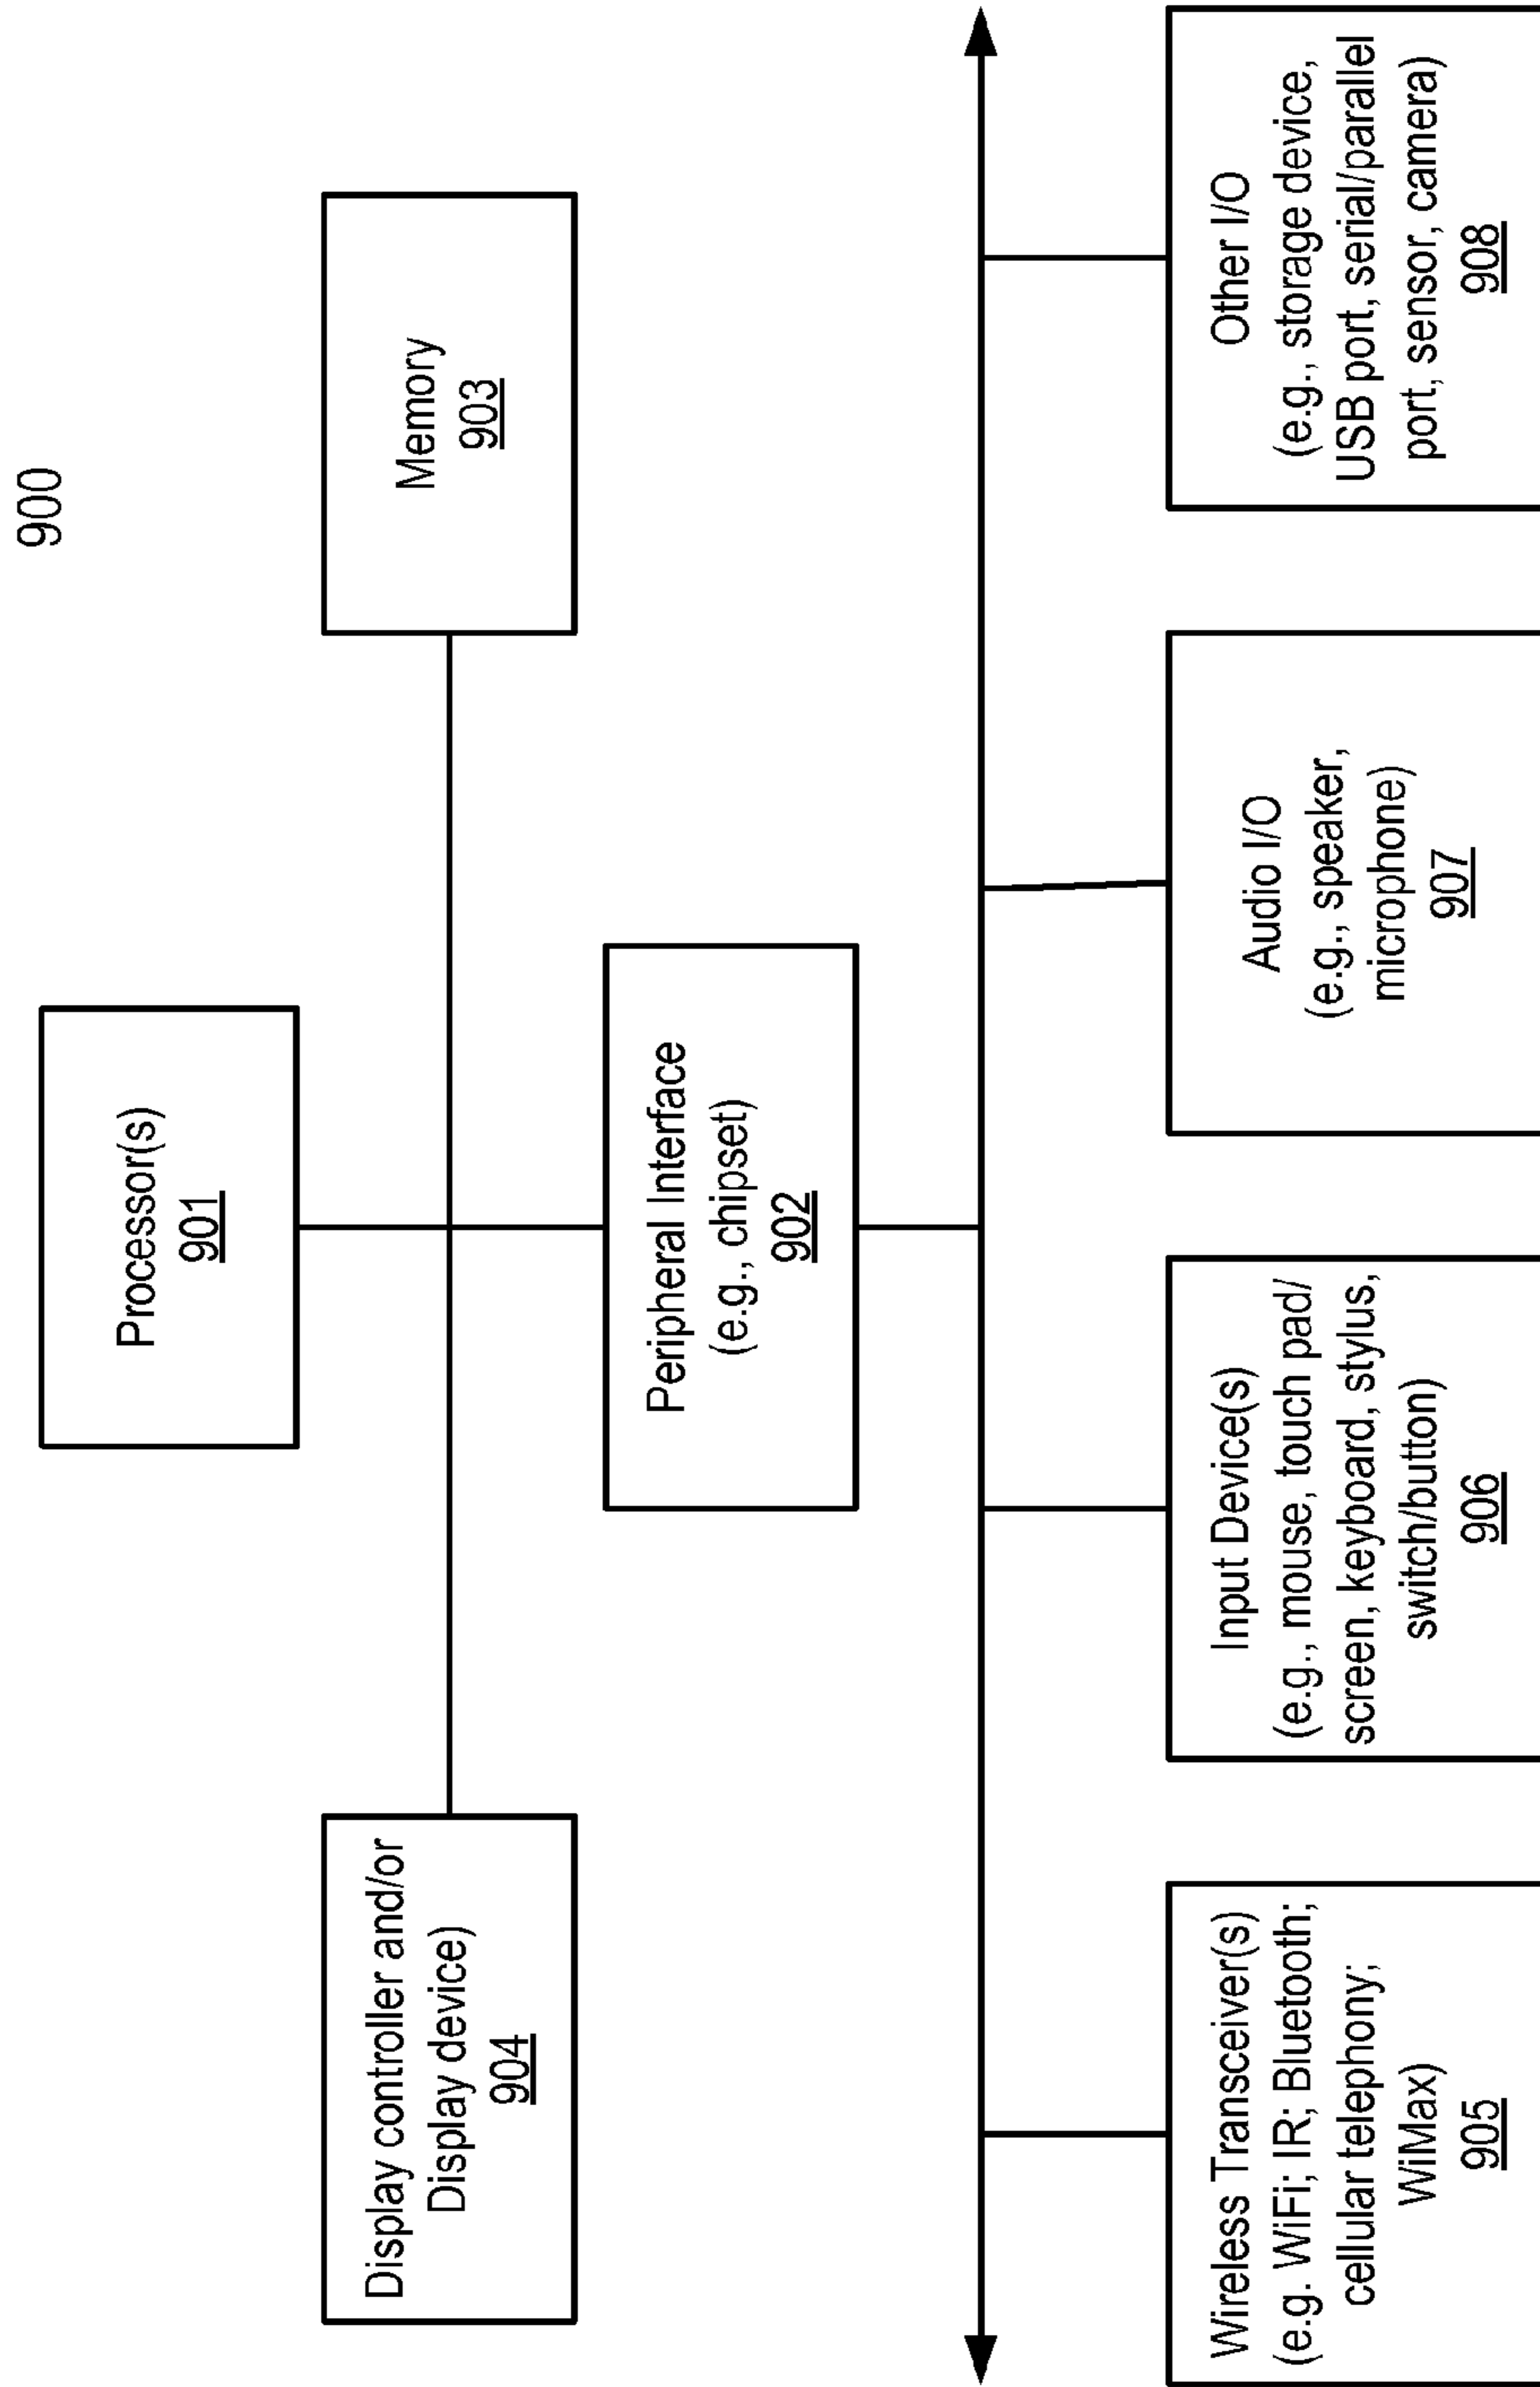 900
Processor(s)
901
Display controller and/or
Display device)
904
Memory
903
Peripheral Interface
(e.g., chipset)
902
Wireless Transceiver(s)
(e.g. WiFi; IR; Bluetooth;
cellular telephony;
WiMax)
905
Input Device(s)
(e.g., mouse, touch pad/
screen, keyboard, stylus,
switch/button)
906
Audio I/O
(e.g., speaker,
microphone)
907
Other I/O
(e.g., storage device,
USB port, serial/parallel
port, sensor, camera)
908